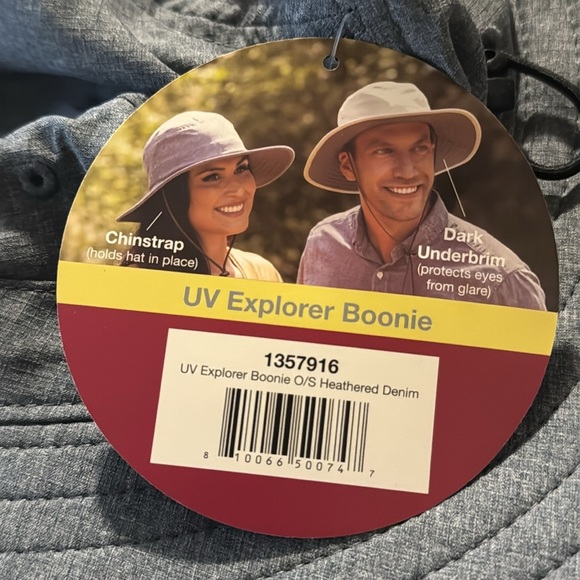 Chinstrap
(holds hat in place)
Dark
Underbrim
(protects eyes
from glare)
UV Explorer Boonie
1357916
UV Explorer Boonie O/S Heathered Denim
8 10066 50074 7